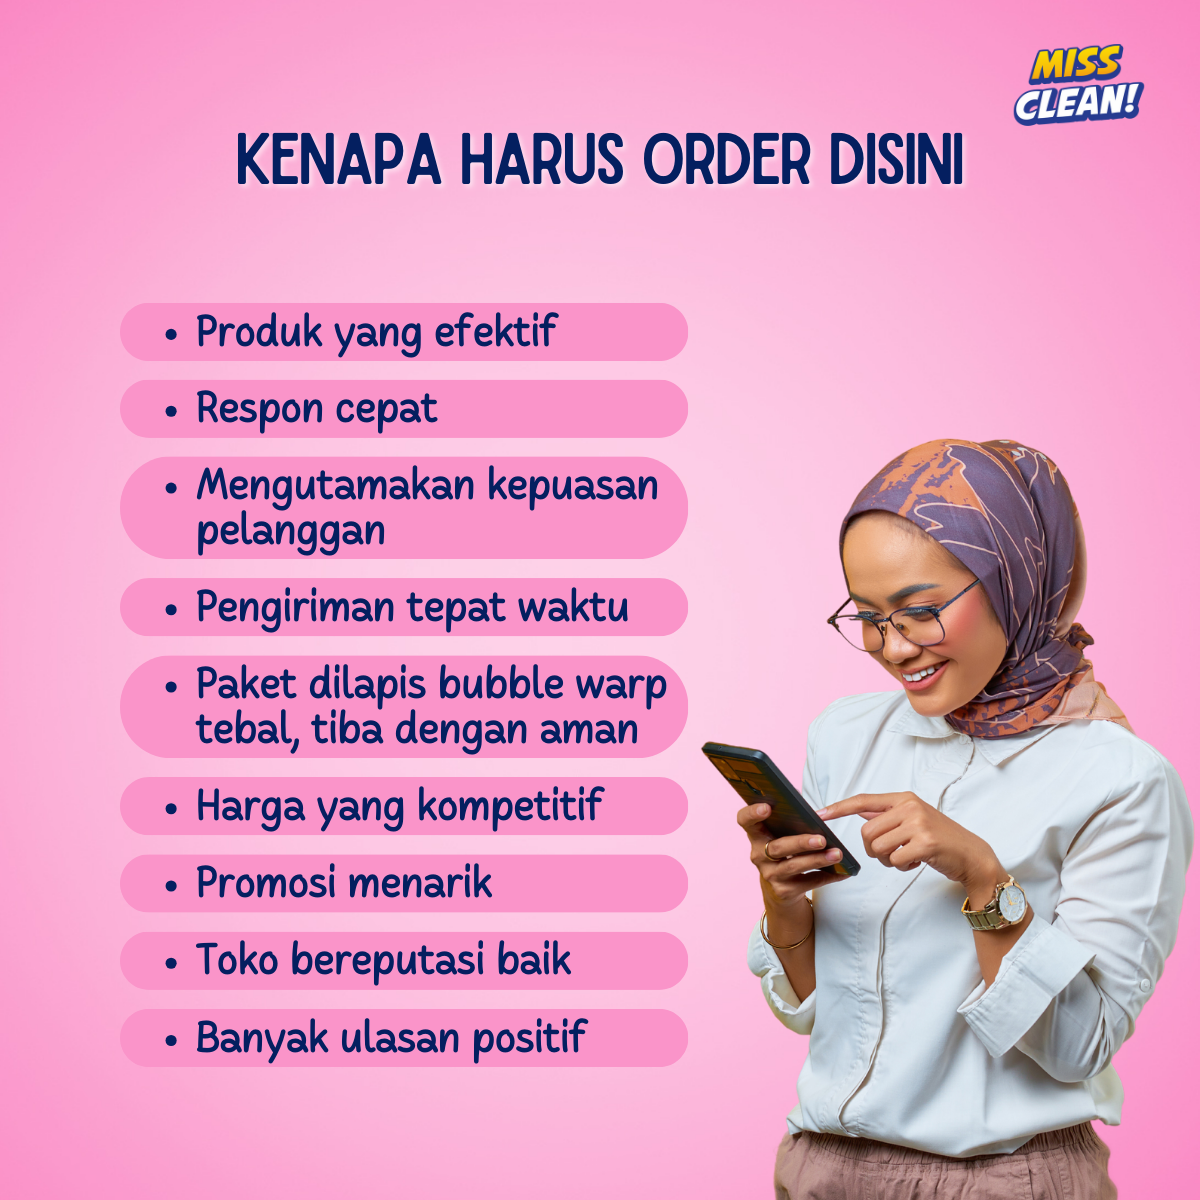 MISS
CLEAN!
KENAPA HARUS ORDER DISINI
• Produk yang efektif
• Respon cepat
• Mengutamakan kepuasan
pelanggan
• Pengiriman tepat waktu
• Paket dilapis bubble warp
tebal, tiba dengan aman
• Harga yang kompetitif
• Promosi menarik
• Toko bereputasi baik
• Banyak ulasan positif